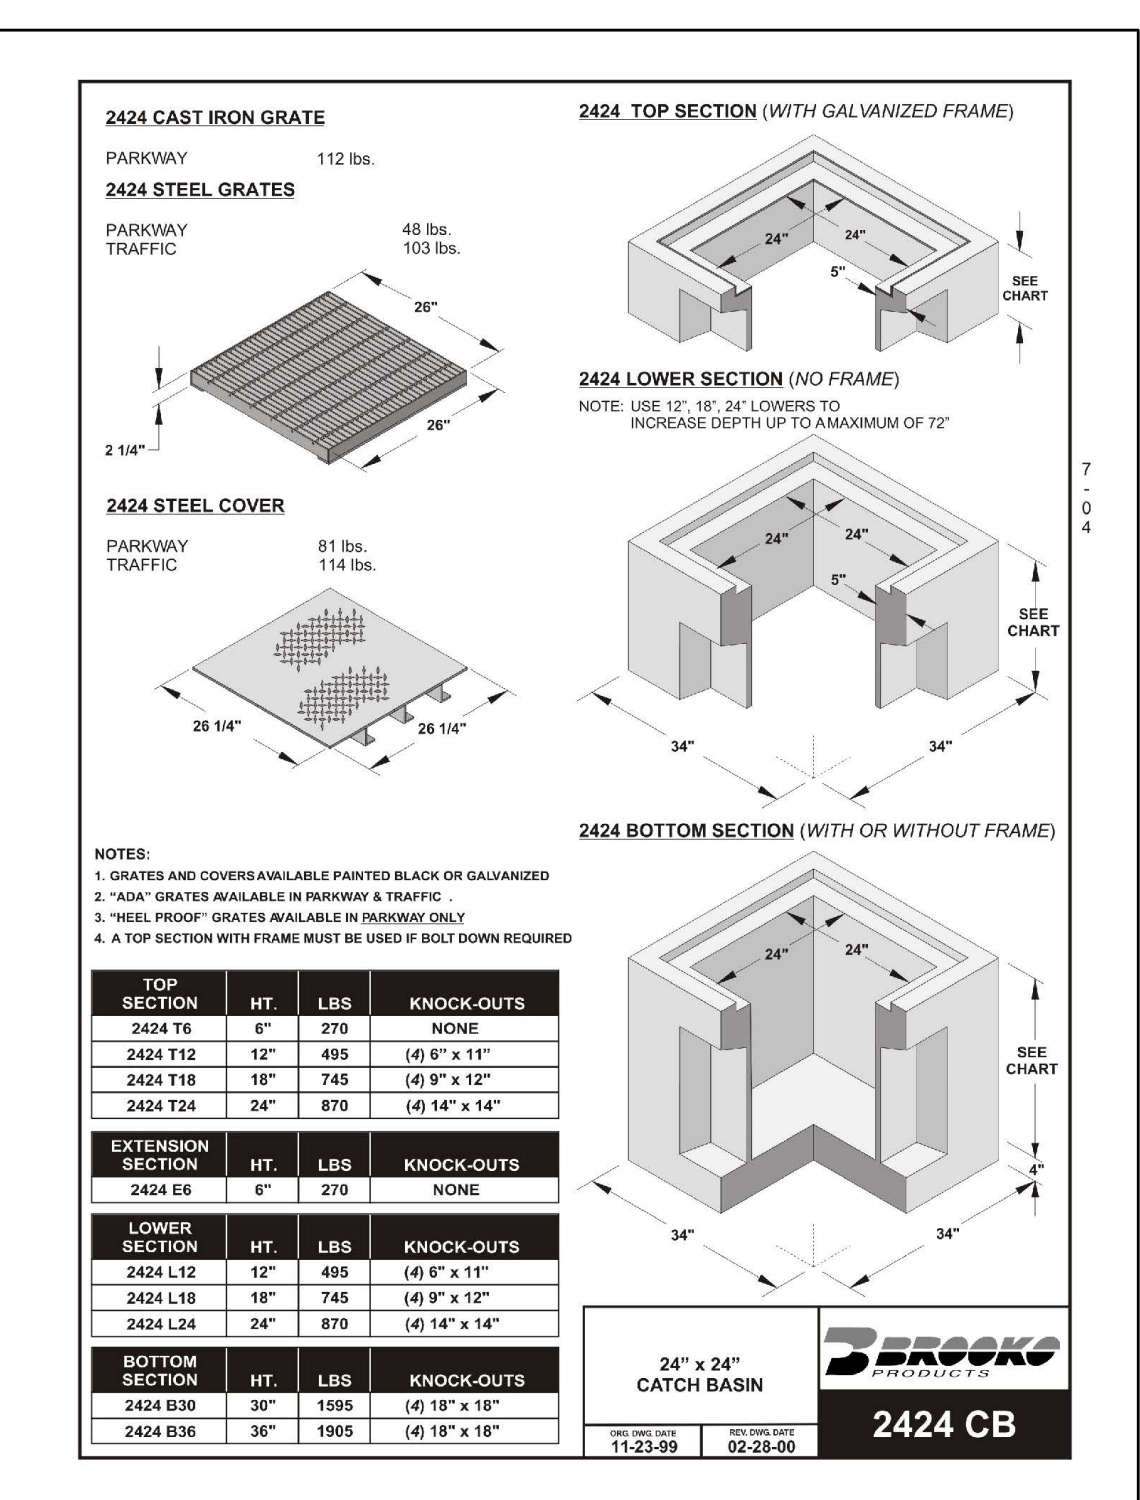 2424 CAST IRON GRATE
PARKWAY 112 lbs.
2424 STEEL GRATES
PARKWAY 48 lbs.
TRAFFIC 103 lbs.
26"
26"
2 1/4"
2424 STEEL COVER
PARKWAY 81 lbs.
TRAFFIC 114 lbs.
26 1/4"
26 1/4"
NOTES:
1. GRATES AND COVERS AVAILABLE PAINTED BLACK OR GALVANIZED
2. “ADA” GRATES AVAILABLE IN PARKWAY & TRAFFIC .
3. “HEEL PROOF” GRATES AVAILABLE IN PARKWAY ONLY
4. A TOP SECTION WITH FRAME MUST BE USED IF BOLT DOWN REQUIRED
TOP
SECTION HT. LBS KNOCK-OUTS
2424 T6 6" 270 NONE
2424 T12 12" 495 (4) 6” x 11”
2424 T18 18" 745 (4) 9" x 12"
2424 T24 24" 870 (4) 14" x 14"
EXTENSION
SECTION HT. LBS KNOCK-OUTS
2424 E6 6" 270 NONE
LOWER
SECTION HT. LBS KNOCK-OUTS
2424 L12 12" 495 (4) 6" x 11"
2424 L18 18" 745 (4) 9" x 12"
2424 L24 24" 870 (4) 14" x 14"
BOTTOM
SECTION HT. LBS KNOCK-OUTS
2424 B30 30" 1595 (4) 18" x 18"
2424 B36 36" 1905 (4) 18" x 18"
2424 TOP SECTION (WITH GALVANIZED FRAME)
24" 24"
5"
SEE
CHART
2424 LOWER SECTION (NO FRAME)
NOTE: USE 12”, 18”, 24” LOWERS TO
INCREASE DEPTH UP TO A MAXIMUM OF 72”
24" 24"
5"
SEE
CHART
34" 34"
2424 BOTTOM SECTION (WITH OR WITHOUT FRAME)
24" 24"
SEE
CHART
4"
34" 34"
24” x 24”
CATCH BASIN
ORG. DWG. DATE
11-23-99
REV. DWG. DATE
02-28-00
BROOKS
PRODUCTS
2424 CB
7
-
0
4